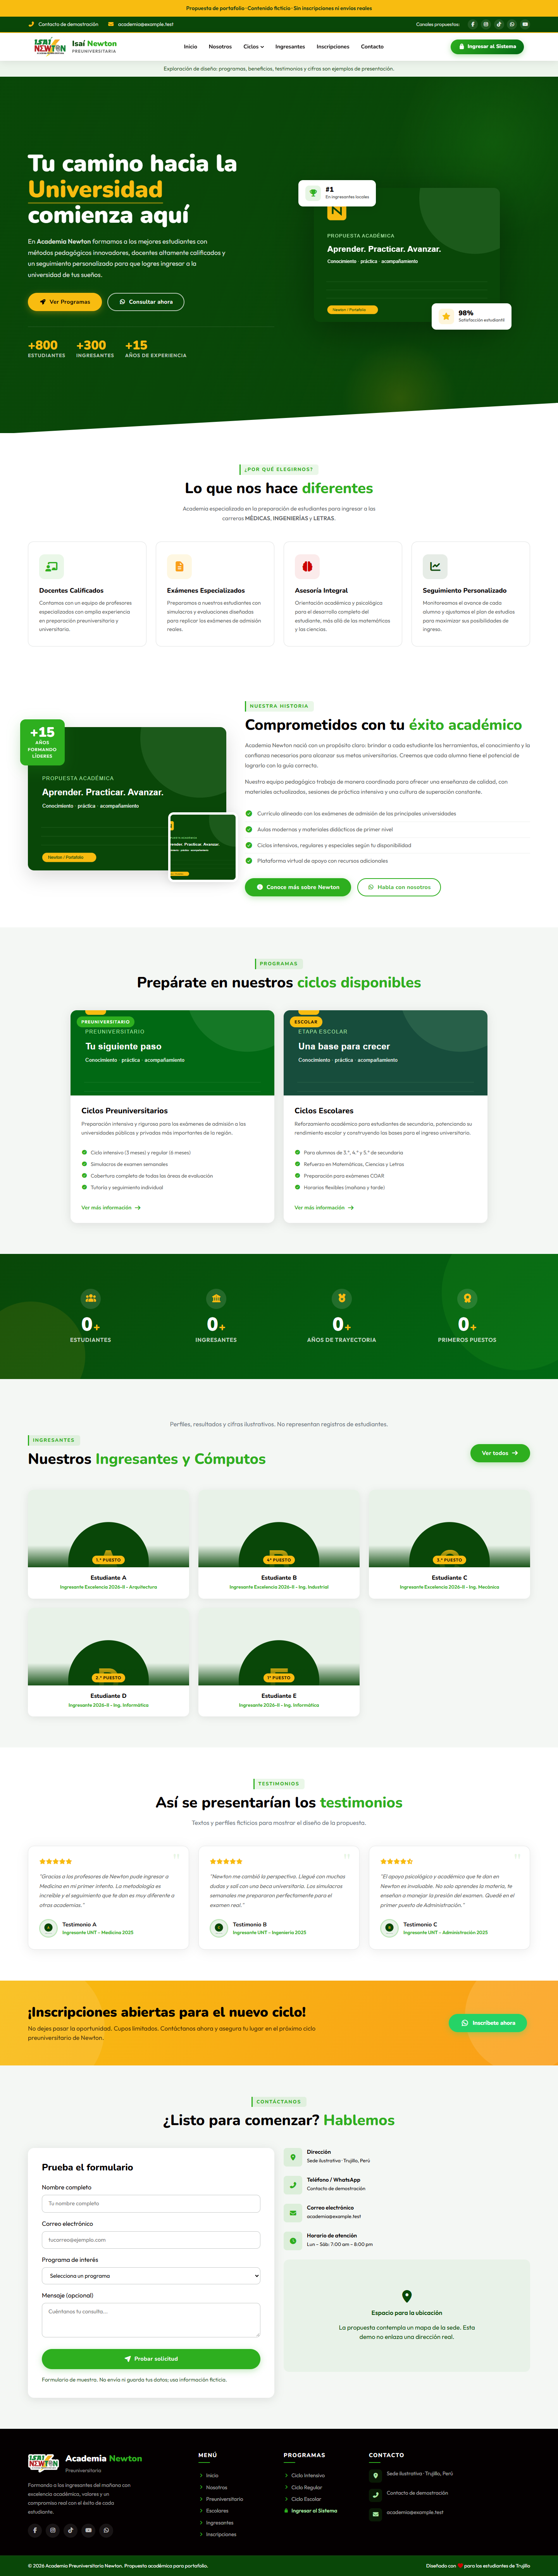 Propuesta de portafolio · Contenido ficticio · Sin inscripciones ni envíos reales
Contacto de demostración academia@example.test Canales propuestos:
Isaí Newton
PREUNIVERSITARIA
Inicio Nosotros Ciclos Ingresantes Inscripciones Contacto
Ingresar al Sistema
Exploración de diseño: programas, beneficios, testimonios y cifras son ejemplos de presentación.
Tu camino hacia la
Universidad
comienza aquí
En Academia Newton formamos a los mejores estudiantes con
métodos pedagógicos innovadores, docentes altamente calificados y
un seguimiento personalizado para que logres ingresar a la
universidad de tus sueños.
Ver Programas
Consultar ahora
+800
ESTUDIANTES
+300
INGRESANTES
+15
AÑOS DE EXPERIENCIA
#1
En ingresantes locales
PROPUESTA ACADÉMICA
Aprender. Practicar. Avanzar.
Conocimiento · práctica · acompañamiento
Newton / Portafolio
98%
Satisfacción estudiantil
¿POR QUÉ ELEGIRNOS?
Lo que nos hace diferentes
Academia especializada en la preparación de estudiantes para ingresar a las
carreras MÉDICAS, INGENIERÍAS y LETRAS.
Docentes Calificados
Contamos con un equipo de profesores
especializados con amplia experiencia
en preparación preuniversitaria y
universitaria.
Exámenes Especializados
Preparamos a nuestros estudiantes con
simulacros y evaluaciones diseñadas
para replicar los exámenes de admisión
reales.
Asesoría Integral
Orientación académica y psicológica
para el desarrollo completo del
estudiante, más allá de las matemáticas
y las ciencias.
Seguimiento Personalizado
Monitoreamos el avance de cada
alumno y ajustamos el plan de estudios
para maximizar sus posibilidades de
ingreso.
+15
AÑOS
FORMANDO
LÍDERES
PROPUESTA ACADÉMICA
Aprender. Practicar. Avanzar.
Conocimiento · práctica · acompañamiento
Newton / Portafolio
NUESTRA HISTORIA
Comprometidos con tu éxito académico
Academia Newton nació con un propósito claro: brindar a cada estudiante las herramientas, el conocimiento y la
confianza necesarios para alcanzar sus metas universitarias. Creemos que cada alumno tiene el potencial de
lograrlo con la guía correcta.
Nuestro equipo pedagógico trabaja de manera coordinada para ofrecer una enseñanza de calidad, con
materiales actualizados, sesiones de práctica intensiva y una cultura de superación constante.
Currículo alineado con los exámenes de admisión de las principales universidades
Aulas modernas y materiales didácticos de primer nivel
Ciclos intensivos, regulares y especiales según tu disponibilidad
Plataforma virtual de apoyo con recursos adicionales
Conoce más sobre Newton
Habla con nosotros
PROGRAMAS
Prepárate en nuestros ciclos disponibles
PREUNIVERSITARIO
PREUNIVERSITARIO
Tu siguiente paso
Conocimiento · práctica · acompañamiento
Ciclos Preuniversitarios
Preparación intensiva y rigurosa para los exámenes de admisión a las
universidades públicas y privadas más importantes de la región.
Ciclo intensivo (3 meses) y regular (6 meses)
Simulacros de examen semanales
Cobertura completa de todas las áreas de evaluación
Tutoría y seguimiento individual
Ver más información
ESCOLAR
ETAPA ESCOLAR
Una base para crecer
Conocimiento · práctica · acompañamiento
Ciclos Escolares
Reforzamiento académico para estudiantes de secundaria, potenciando su
rendimiento escolar y construyendo las bases para el ingreso universitario.
Para alumnos de 3.°, 4.° y 5.° de secundaria
Refuerzo en Matemáticas, Ciencias y Letras
Preparación para exámenes COAR
Horarios flexibles (mañana y tarde)
Ver más información
0+
ESTUDIANTES
0+
INGRESANTES
0+
AÑOS DE TRAYECTORIA
0+
PRIMEROS PUESTOS
Perfiles, resultados y cifras ilustrativos. No representan registros de estudiantes.
INGRESANTES
Nuestros Ingresantes y Cómputos
Ver todos
1.° PUESTO
Estudiante A
Ingresante Excelencia 2026-II - Arquitectura
4° PUESTO
Estudiante B
Ingresante Excelencia 2026-II - Ing. Industrial
3.° PUESTO
Estudiante C
Ingresante Excelencia 2026-II - Ing. Mecánica
2.° PUESTO
Estudiante D
Ingresante 2026-II - Ing. Informática
1° PUESTO
Estudiante E
Ingresante 2026-II - Ing. Informática
TESTIMONIOS
Así se presentarían los testimonios
Textos y perfiles ficticios para mostrar el diseño de la propuesta.
"Gracias a los profesores de Newton pude ingresar a
Medicina en mi primer intento. La metodología es
increíble y el seguimiento que te dan es muy diferente a
otras academias."
Testimonio A
Ingresante UNT – Medicina 2025
"Newton me cambió la perspectiva. Llegué con muchas
dudas y salí con una beca universitaria. Los simulacros
semanales me prepararon perfectamente para el
examen real."
Testimonio B
Ingresante UNT – Ingeniería 2025
"El apoyo psicológico y académico que te dan en
Newton es invaluable. No solo aprendes la materia, te
enseñan a manejar la presión del examen. Quedé en el
primer puesto de Administración."
Testimonio C
Ingresante UNT – Administración 2025
¡Inscripciones abiertas para el nuevo ciclo!
No dejes pasar la oportunidad. Cupos limitados. Contáctanos ahora y asegura tu lugar en el próximo ciclo
preuniversitario de Newton.
Inscríbete ahora
CONTÁCTANOS
¿Listo para comenzar? Hablemos
Prueba el formulario
Nombre completo
Tu nombre completo
Correo electrónico
tucorreo@ejemplo.com
Programa de interés
Selecciona un programa
Mensaje (opcional)
Cuéntanos tu consulta...
Probar solicitud
Formulario de muestra. No envía ni guarda tus datos; usa información ficticia.
Dirección
Sede ilustrativa · Trujillo, Perú
Teléfono / WhatsApp
Contacto de demostración
Correo electrónico
academia@example.test
Horario de atención
Lun – Sáb: 7:00 am – 8:00 pm
Espacio para la ubicación
La propuesta contempla un mapa de la sede. Esta
demo no enlaza una dirección real.
Academia Newton
Preuniversitaria
Formando a los ingresantes del mañana con
excelencia académica, valores y un
compromiso real con el éxito de cada
estudiante.
MENÚ
Inicio
Nosotros
Preuniversitario
Escolares
Ingresantes
Inscripciones
PROGRAMAS
Ciclo Intensivo
Ciclo Regular
Ciclo Escolar
Ingresar al Sistema
CONTACTO
Sede ilustrativa · Trujillo, Perú
Contacto de demostración
academia@example.test
© 2026 Academia Preuniversitaria Newton. Propuesta académica para portafolio.
Diseñado con ❤ para los estudiantes de Trujillo